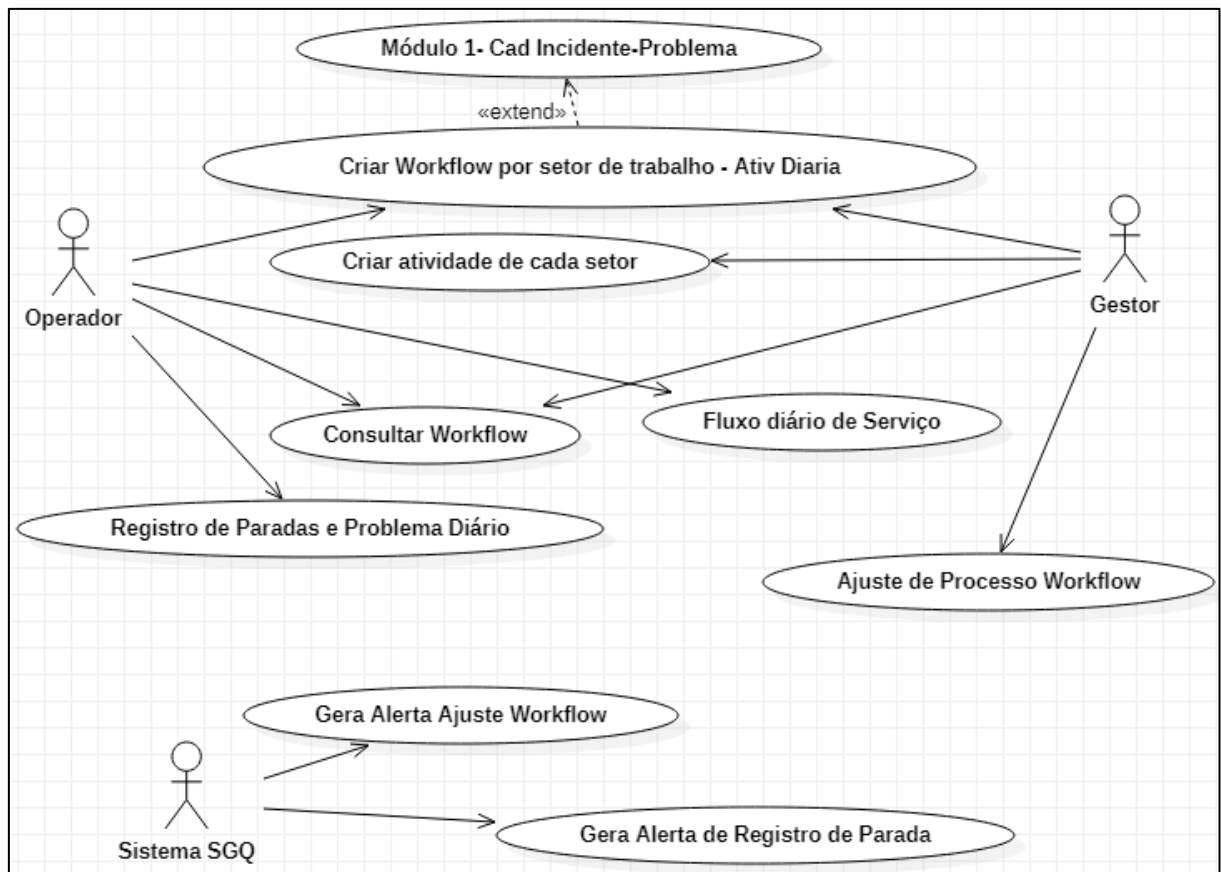 Módulo 1- Cad Incidente-Problema
«extend»
Criar Workflow por setor de trabalho - Ativ Diaria
Criar atividade de cada setor
Operador
Gestor
Consultar Workflow
Fluxo diário de Serviço
Registro de Paradas e Problema Diário
Ajuste de Processo Workflow
Gera Alerta Ajuste Workflow
Gera Alerta de Registro de Parada
Sistema SGQ